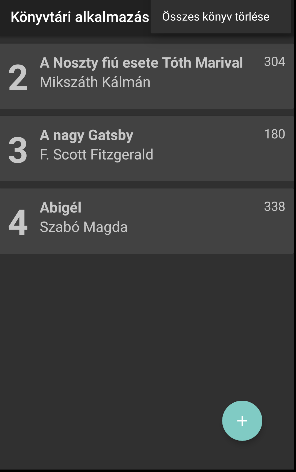 Könyvtári alkalmazás
Összes könyv törlése
2
A Noszty fiú esete Tóth Marival
304
Mikszáth Kálmán
3
A nagy Gatsby
180
F. Scott Fitzgerald
4
Abigél
338
Szabó Magda
+